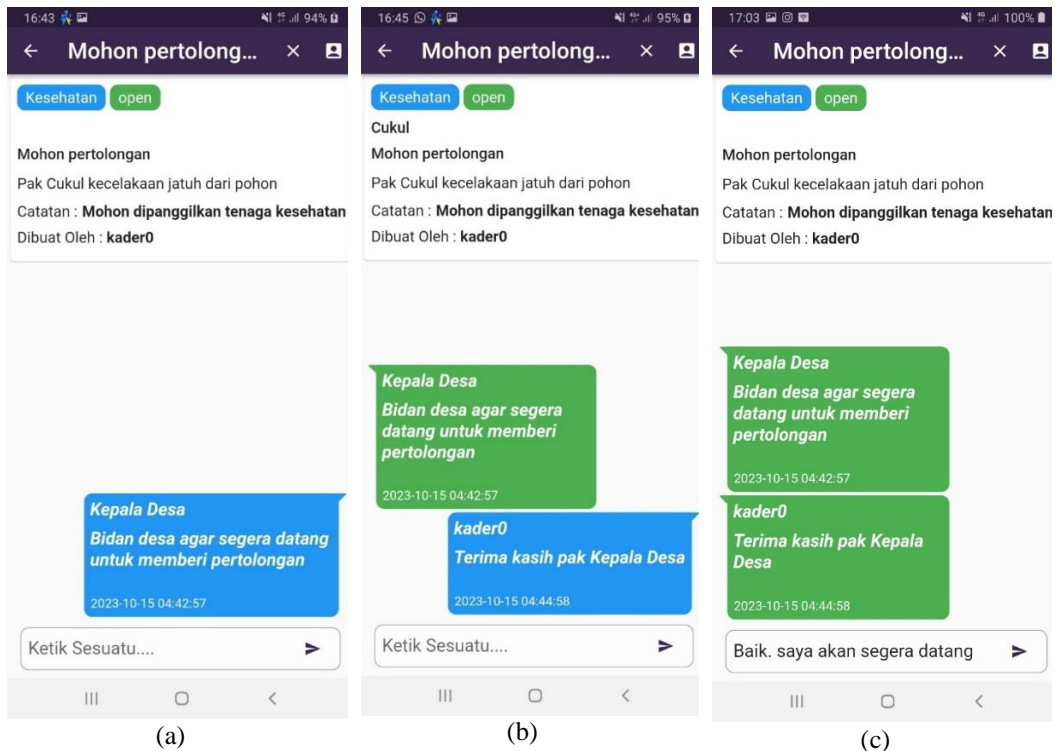 16:43
94%
Mohon pertolong...
Kesehatan open
Mohon pertolongan
Pak Cukul kecelakaan jatuh dari pohon
Catatan : Mohon dipanggilkan tenaga kesehatan
Dibuat Oleh : kader0
Kepala Desa
Bidan desa agar segera datang
untuk memberi pertolongan
2023-10-15 04:42:57
Ketik Sesuatu....
(a)
16:45
95%
Mohon pertolong...
Kesehatan open
Cukul
Mohon pertolongan
Pak Cukul kecelakaan jatuh dari pohon
Catatan : Mohon dipanggilkan tenaga kesehatan
Dibuat Oleh : kader0
Kepala Desa
Bidan desa agar segera
datang untuk memberi
pertolongan
2023-10-15 04:42:57
kader0
Terima kasih pak Kepala Desa
2023-10-15 04:44:58
Ketik Sesuatu....
(b)
17:03
100%
Mohon pertolong...
Kesehatan open
Mohon pertolongan
Pak Cukul kecelakaan jatuh dari pohon
Catatan : Mohon dipanggilkan tenaga kesehatan
Dibuat Oleh : kader0
Kepala Desa
Bidan desa agar segera
datang untuk memberi
pertolongan
2023-10-15 04:42:57
kader0
Terima kasih pak Kepala
Desa
2023-10-15 04:44:58
Baik. saya akan segera datang
(c)